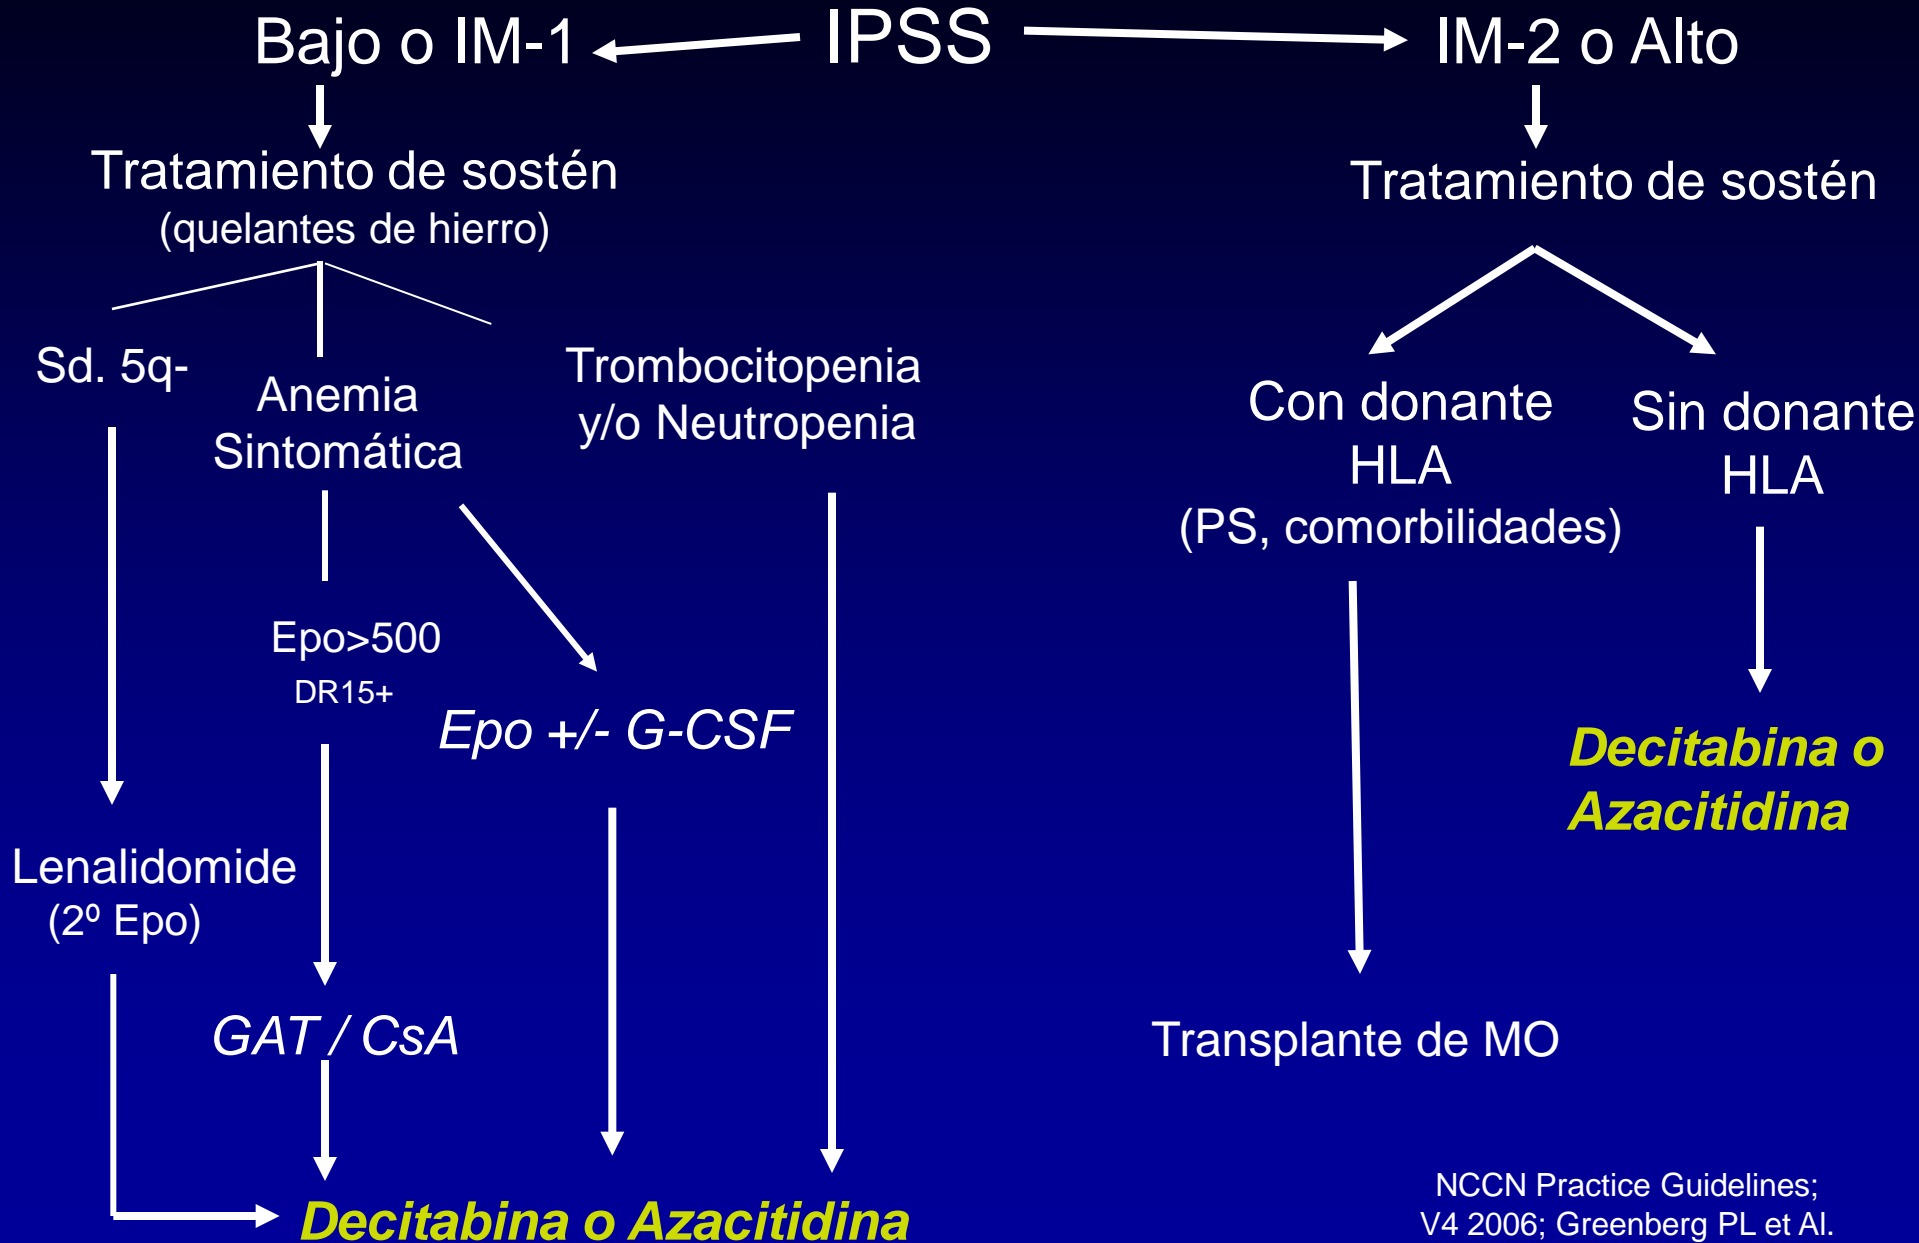 IPSS
Bajo o IM-1
IM-2 o Alto
Tratamiento de sostén
(quelantes de hierro)
Tratamiento de sostén
Sd. 5q-
Anemia
Sintomática
Trombocitopenia
y/o Neutropenia
Con donante
HLA
(PS, comorbilidades)
Sin donante
HLA
Epo>500
DR15+
Epo +/- G-CSF
Decitabina o
Azacitidina
Lenalidomide
(2º Epo)
GAT / CsA
Transplante de MO
Decitabina o Azacitidina
NCCN Practice Guidelines;
V4 2006; Greenberg PL et Al.